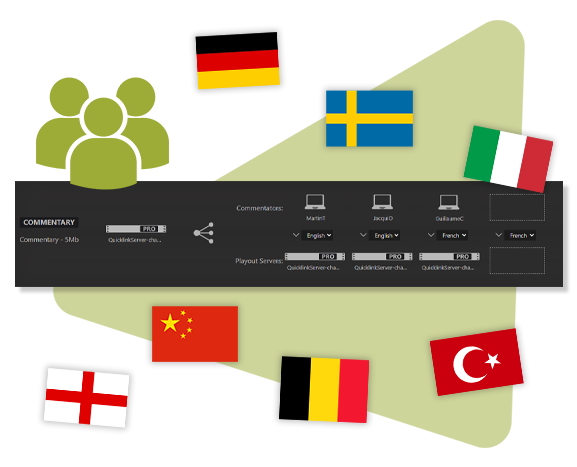 Commentators:
MartinT
JacquiD
GuillaumeC
COMMENTARY
PRO
English
English
French
French
Commentary - 5Mb
QuicklinkServer-cha...
Playout Servers:
PRO
PRO
PRO
QuicklinkServer-cha...
QuicklinkServer-cha...
QuicklinkServer-cha...